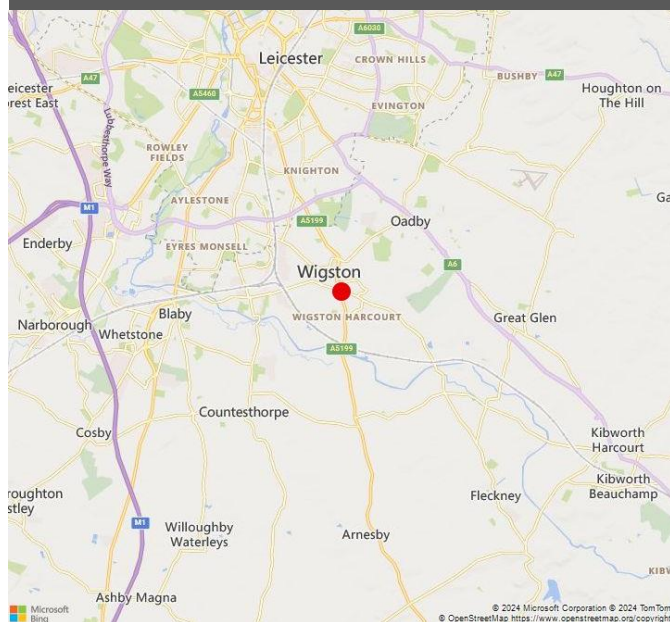 A6030
Leicester
CROWN HILLS
A47
BUSHBY
A47
eicester
orest East
A5460
Houghton on
The Hill
EVINGTON
Lubbesthorpe Way
ROWLEY
FIELDS
KNIGHTON
AYLESTONE
Ga
M1
A5199
Oadby
Enderby
EYRES MONSELL
Wigston
A6
Blaby
WIGSTON HARCOURT
Great Glen
Narborough
Whetstone
A5199
Countesthorpe
Cosby
Kibworth
Harcourt
Kibworth
Beauchamp
roughton
stley
Fleckney
M1
Willoughby
Waterleys
Arnesby
KIBW
Ashby Magna
Microsoft
Bing
© 2024 Microsoft Corporation © 2024 TomTom
© OpenStreetMap https://www.openstreetmap.org/copyright